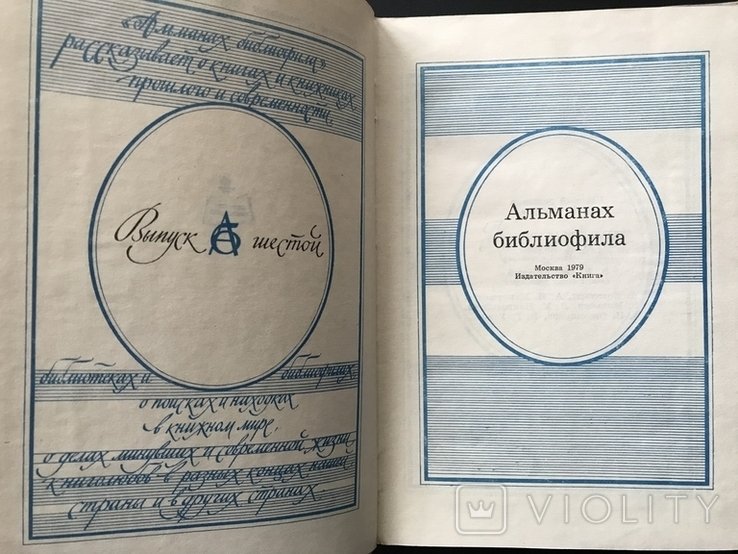 «Альманах библиофила»
рассказывает о книгах и книжниках
прошлого и современности
Выпуск АБ шестой
библиотеках и библиофилах
о поисках и находках
в книжном мире,
о делах минувших и современной жизни
книголюбов в разных концах нашей
страны и в других странах
Альманах
библиофила
Москва 1979
Издательство «Книга»
VIOLITY